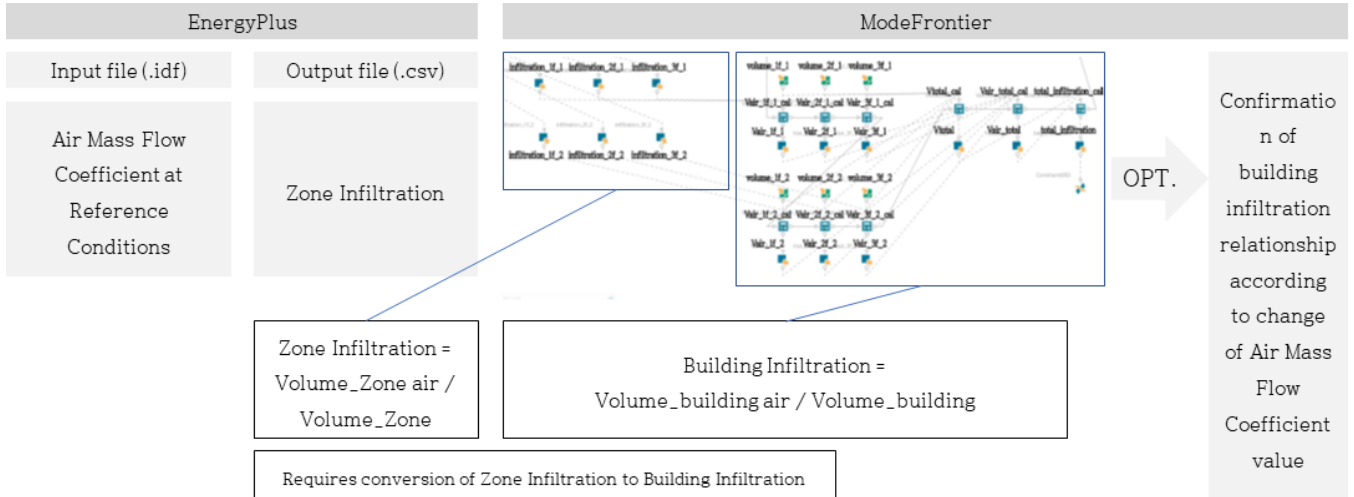 EnergyPlus
ModeFrontier
Input file (.idf)
Output file (.csv)
Air Mass Flow
Coefficient at
Reference
Conditions
Zone Infiltration
infiltration_1f_1 infiltration_2f_1 infiltration_3f_1
infiltration_1f_2 infiltration_2f_2 infiltration_3f_2
volume_1f_1 volume_2f_1 volume_3f_1
Vair_1f_1_cal Vair_2f_1_cal Vair_3f_1_cal
Vair_1f_1 Vair_2f_1 Vair_3f_1
volume_1f_2 volume_2f_2 volume_3f_2
Vair_1f_2_cal Vair_2f_2_cal Vair_3f_2_cal
Vair_1f_2 Vair_2f_2 Vair_3f_2
Vtotal_cal Vair_total_cal total_infiltration_cal
Vtotal Vair_total total_infiltration
OPT.
Confirmatio
n of
building
infiltration
relationship
according
to change
of Air Mass
Flow
Coefficient
value
Zone Infiltration =
Volume_Zone air /
Volume_Zone
Building Infiltration =
Volume_building air / Volume_building
Requires conversion of Zone Infiltration to Building Infiltration